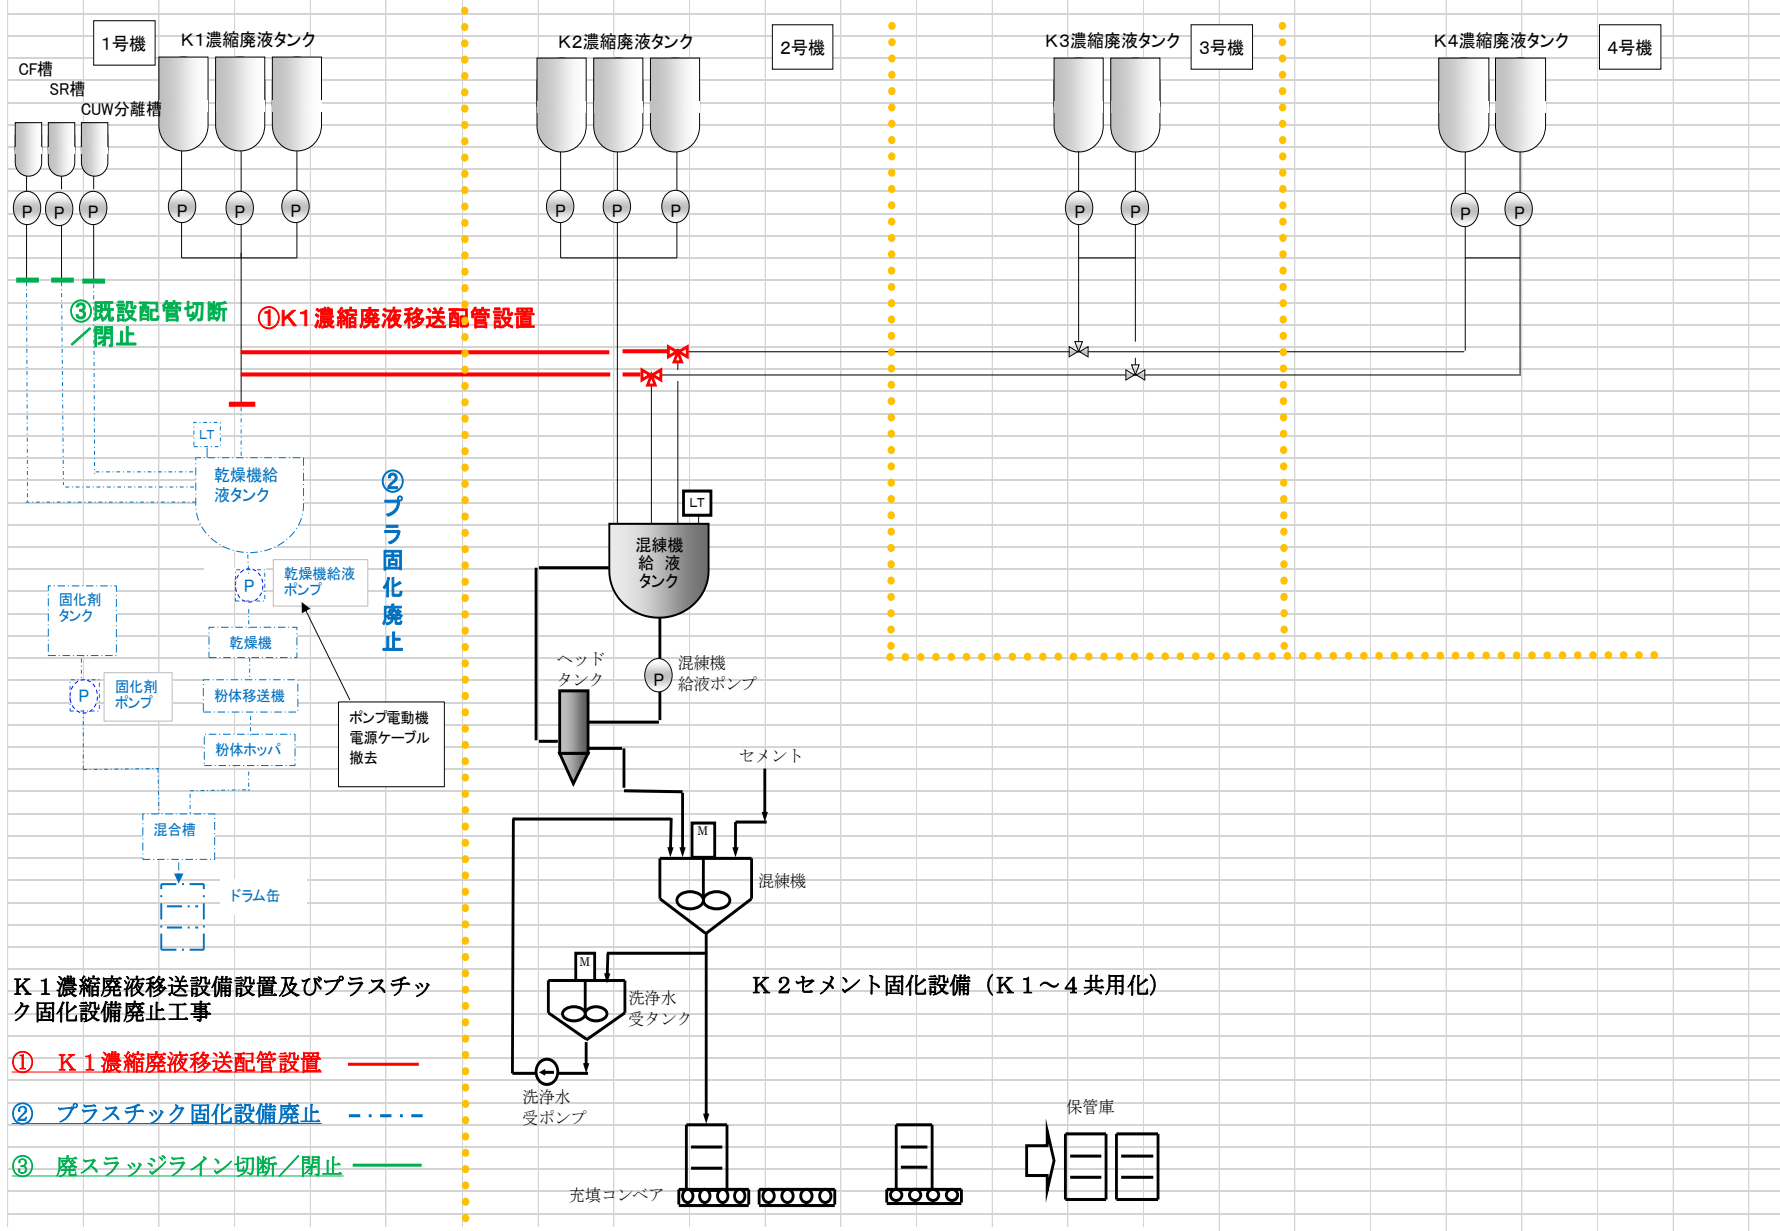 1号機
K1濃縮廃液タンク
K2濃縮廃液タンク
2号機
K3濃縮廃液タンク
3号機
K4濃縮廃液タンク
4号機
CF槽
SR槽
CUW分離槽
P
P
P
P
P
P
P
P
P
P
P
P
P
③既設配管切断
／閉止
①K1濃縮廃液移送配管設置
LT
乾燥機給
液タンク
②プラ固化廃止
LT
混練機
給 液
タンク
P
乾燥機給液
ポンプ
固化剤
タンク
乾燥機
ヘッド
タンク
P
混練機
給液ポンプ
P
固化剤
ポンプ
粉体移送機
ポンプ電動機
電源ケーブル
撤去
粉体ホッパ
セメント
混合槽
M
混練機
ドラム缶
M
洗浄水
受タンク
K１濃縮廃液移送設備設置及びプラスチッ
ク固化設備廃止工事
K２セメント固化設備（K１～４共用化）
① K１濃縮廃液移送配管設置
② プラスチック固化設備廃止
③ 廃スラッジライン切断／閉止
洗浄水
受ポンプ
保管庫
充填コンベア